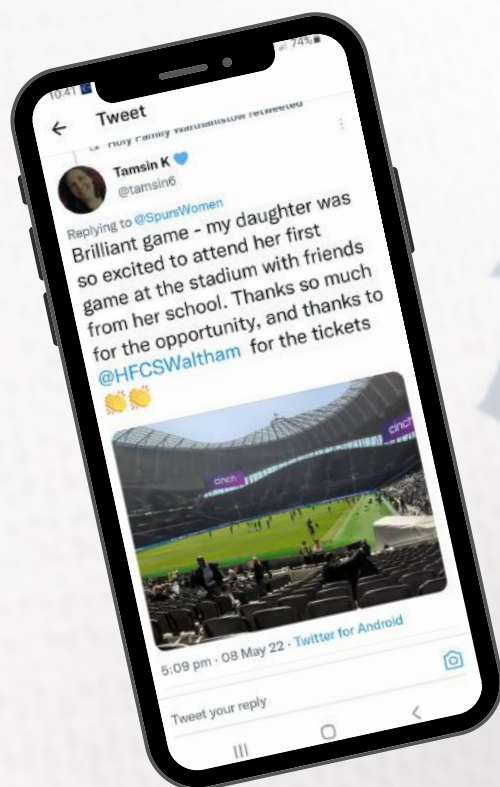 10:41
74%
Tweet
Holy Family Walthamstow retweeted
Tamsin K 💙
@tamsin6
Replying to @SpursWomen
Brilliant game - my daughter was
so excited to attend her first
game at the stadium with friends
from her school. Thanks so much
for the opportunity, and thanks to
@HFCSWaltham for the tickets
👏👏
cinch
cinch
5:09 pm · 08 May 22 · Twitter for Android
Tweet your reply